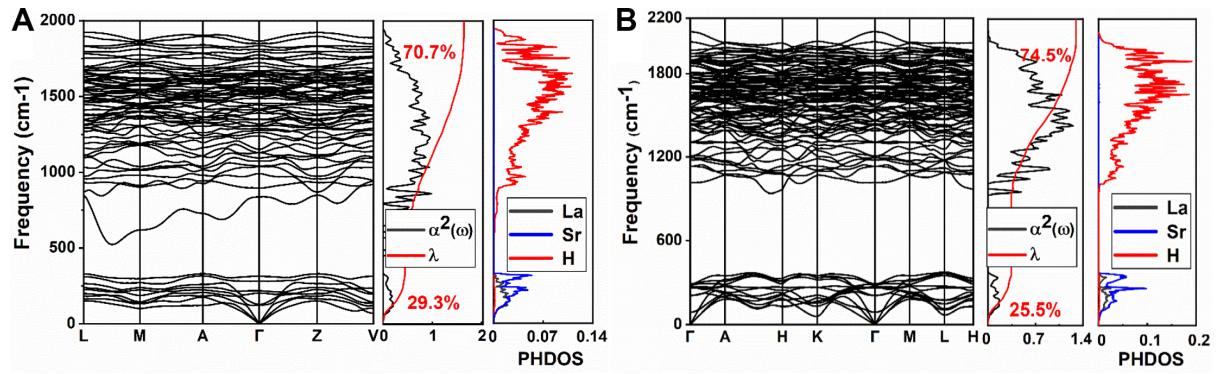 A
Frequency (cm-1)
2000
1500
1000
500
0
L M A Γ Z V
70.7%
α²(ω)
λ
29.3%
0 1 2
La
Sr
H
0.07 0.14
PHDOS
B
Frequency (cm⁻¹)
2200
1800
1200
600
0
Γ A H K Γ M L H
74.5%
α²(ω)
λ
25.5%
0 0.7 1.4
La
Sr
H
0 0.1 0.2
PHDOS